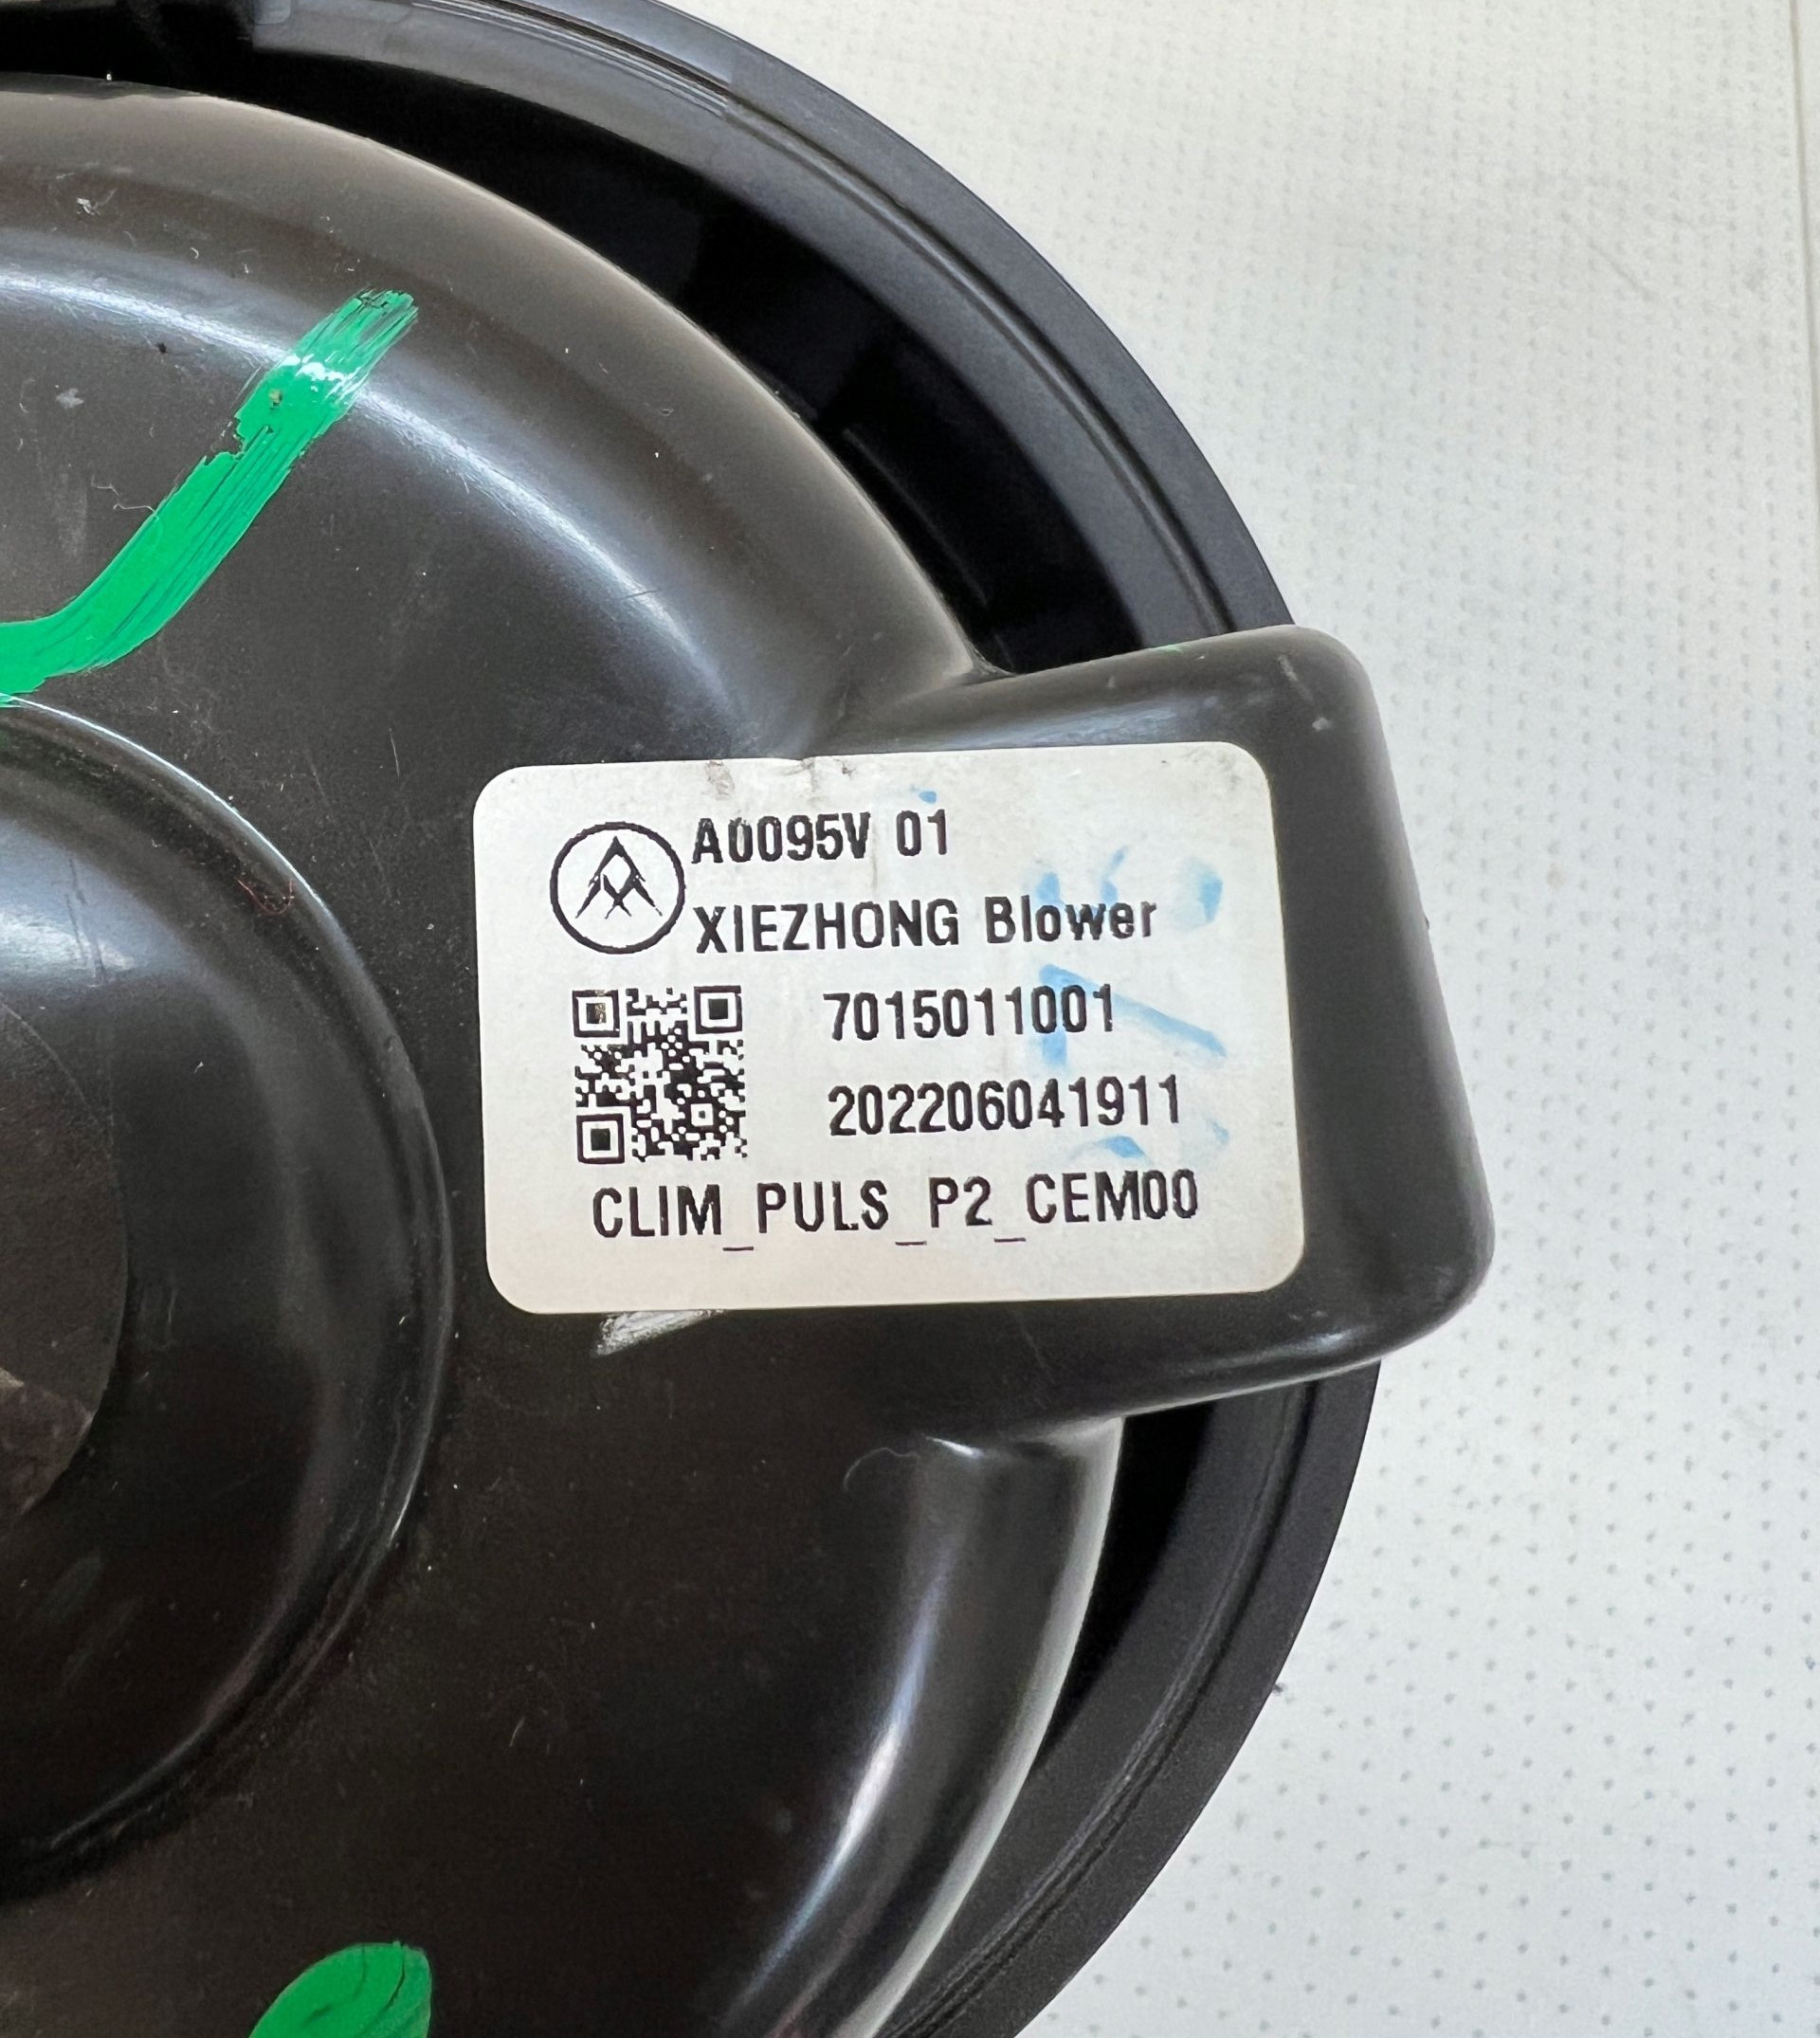 A0095V 01
XIEZHONG Blower
7015011001
202206041911
CLIM_PULS_P2_CEM00